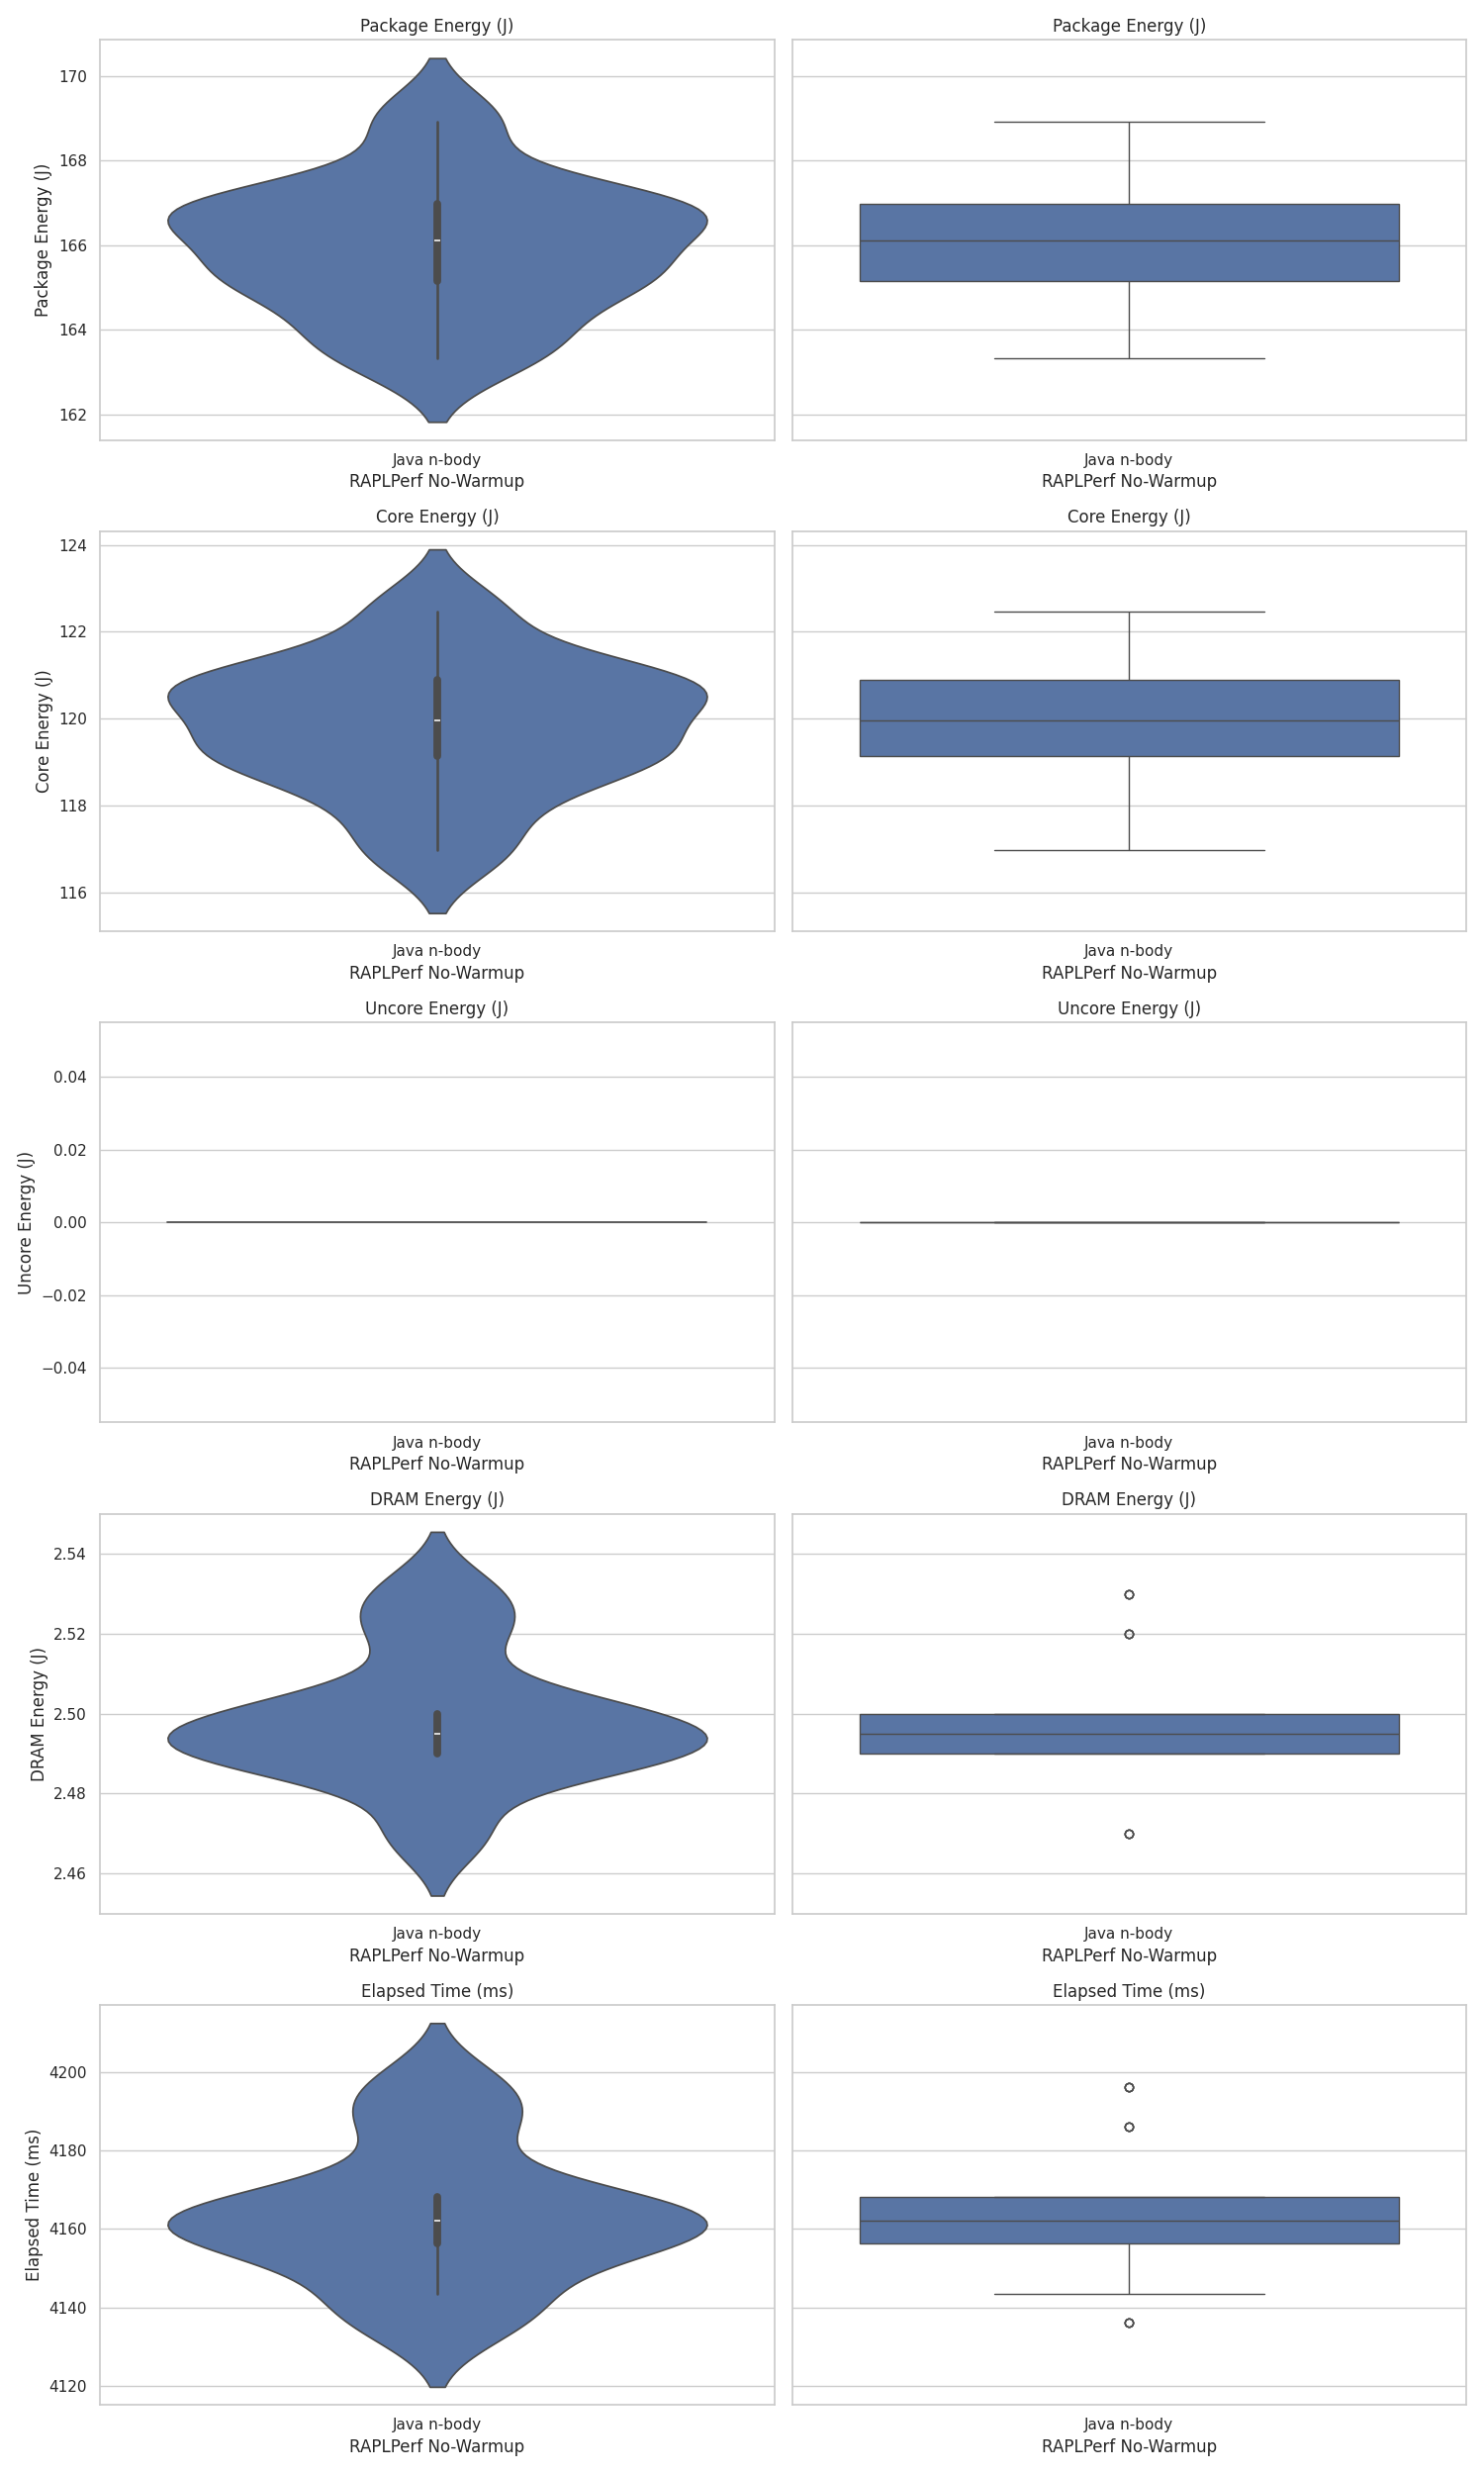 Package Energy (J)
Package Energy (J)
Package Energy (J)
170
168
166
164
162
Java n-body
RAPLPerf No-Warmup
Java n-body
RAPLPerf No-Warmup
Core Energy (J)
Core Energy (J)
Core Energy (J)
124
122
120
118
116
Java n-body
RAPLPerf No-Warmup
Java n-body
RAPLPerf No-Warmup
Uncore Energy (J)
Uncore Energy (J)
Uncore Energy (J)
0.04
0.02
0.00
−0.02
−0.04
Java n-body
RAPLPerf No-Warmup
Java n-body
RAPLPerf No-Warmup
DRAM Energy (J)
DRAM Energy (J)
DRAM Energy (J)
2.54
2.52
2.50
2.48
2.46
Java n-body
RAPLPerf No-Warmup
Java n-body
RAPLPerf No-Warmup
Elapsed Time (ms)
Elapsed Time (ms)
Elapsed Time (ms)
4200
4180
4160
4140
4120
Java n-body
RAPLPerf No-Warmup
Java n-body
RAPLPerf No-Warmup